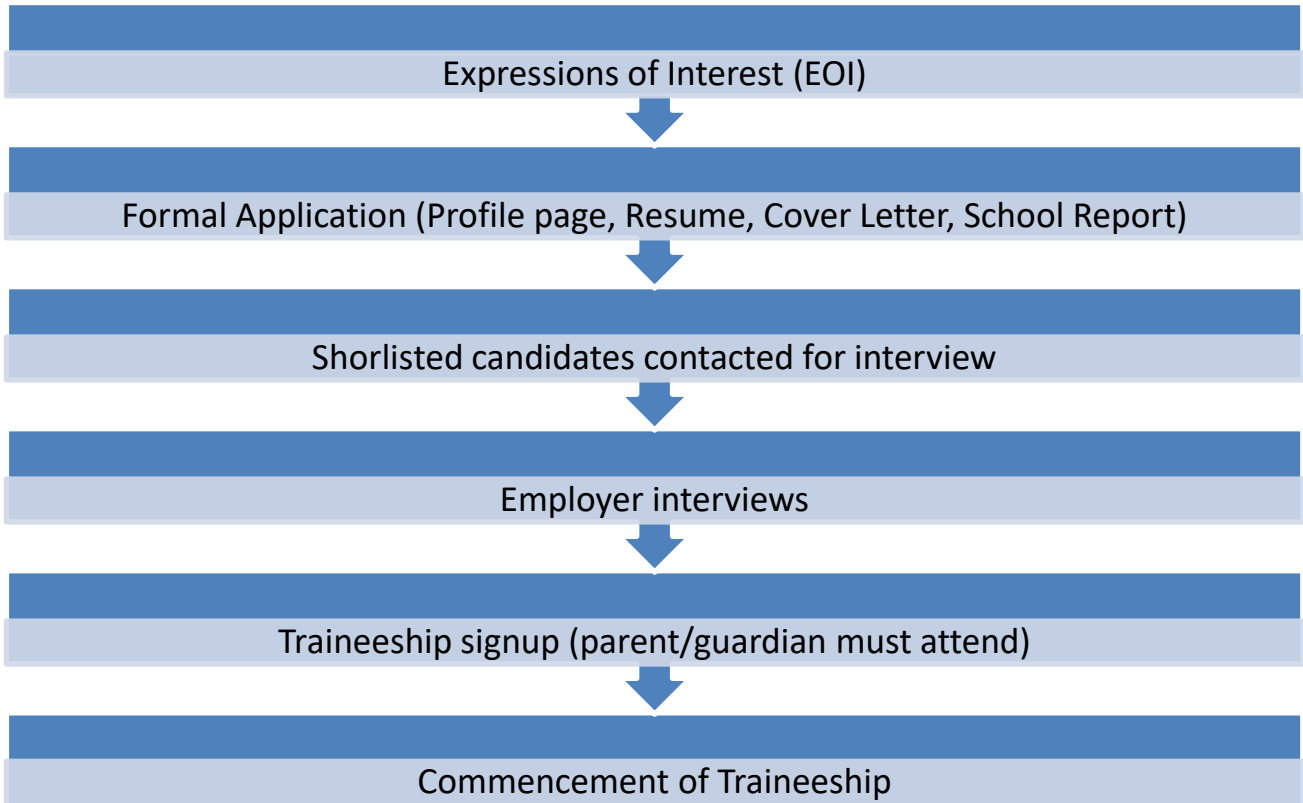 Expressions of Interest (EOI)
Formal Application (Profile page, Resume, Cover Letter, School Report)
Shorlisted candidates contacted for interview
Employer interviews
Traineeship signup (parent/guardian must attend)
Commencement of Traineeship